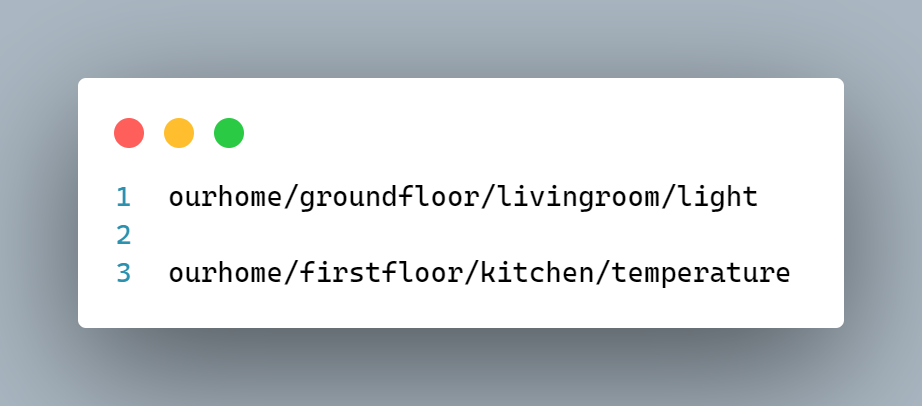 1 ourhome/groundfloor/livingroom/light
2
3 ourhome/firstfloor/kitchen/temperature